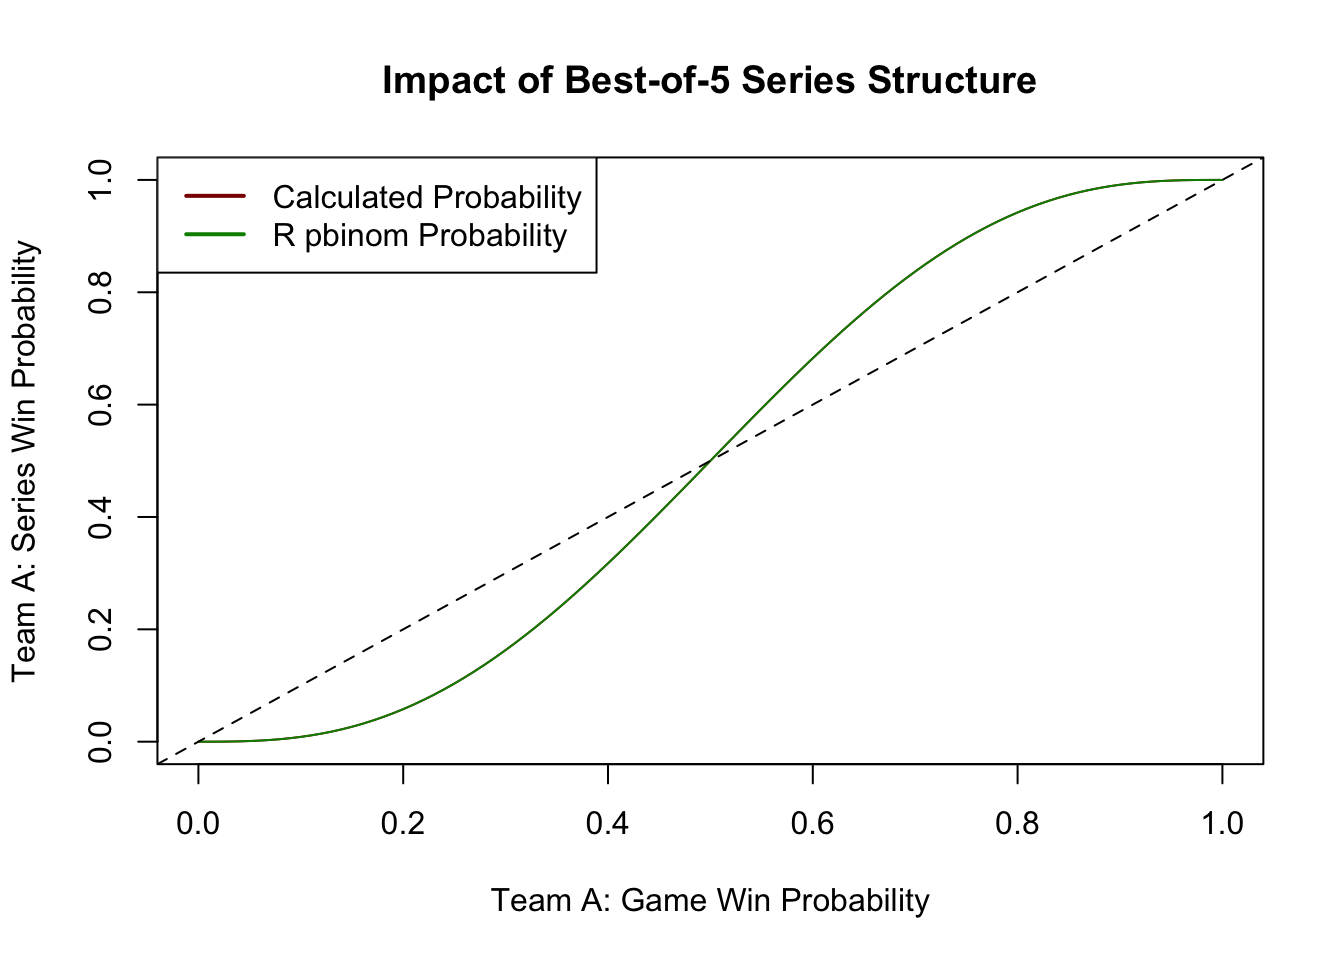 Impact of Best-of-5 Series Structure
Calculated Probability
R pbinom Probability
Team A: Series Win Probability
1.0
0.8
0.6
0.4
0.2
0.0
0.0 0.2 0.4 0.6 0.8 1.0
Team A: Game Win Probability